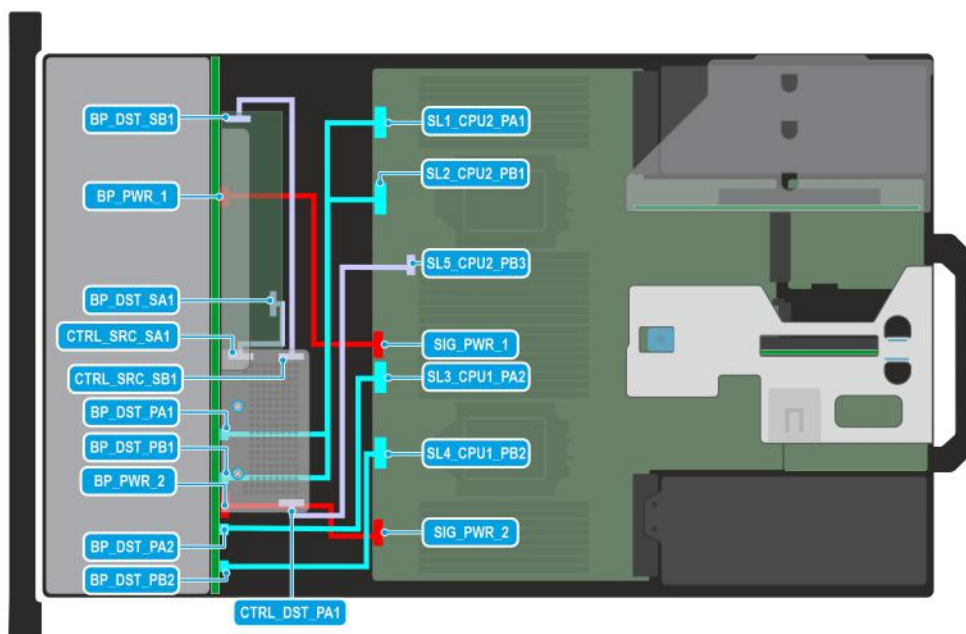 BP_DST_SB1
BP_PWR_1
BP_DST_SA1
CTRL_SRC_SA1
CTRL_SRC_SB1
BP_DST_PA1
BP_DST_PB1
BP_PWR_2
BP_DST_PA2
BP_DST_PB2
CTRL_DST_PA1
SL1_CPU2_PA1
SL2_CPU2_PB1
SL5_CPU2_PB3
SIG_PWR_1
SL3_CPU1_PA2
SL4_CPU1_PB2
SIG_PWR_2